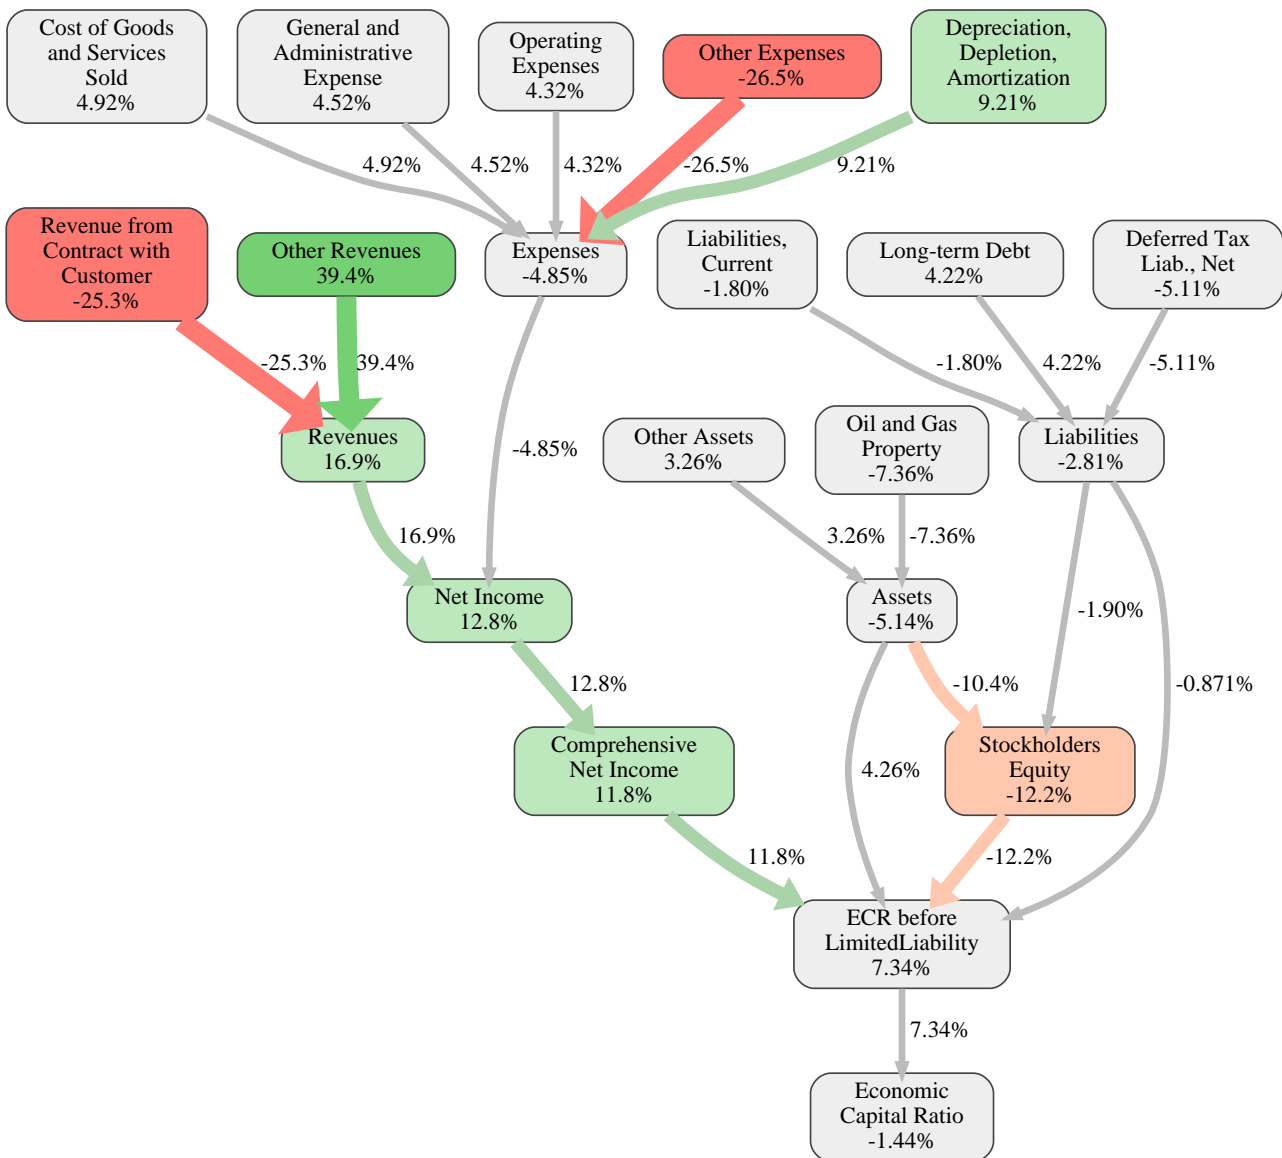 Cost of Goods
and Services
Sold
4.92%
General and
Administrative
Expense
4.52%
Operating
Expenses
4.32%
Other Expenses
-26.5%
Depreciation,
Depletion,
Amortization
9.21%
4.92%
4.52%
4.32%
-26.5%
9.21%
Revenue from
Contract with
Customer
-25.3%
Other Revenues
39.4%
Expenses
-4.85%
Liabilities,
Current
-1.80%
Long-term Debt
4.22%
Deferred Tax
Liab., Net
-5.11%
-25.3%
39.4%
-1.80%
4.22%
-5.11%
Revenues
16.9%
-4.85%
Other Assets
3.26%
Oil and Gas
Property
-7.36%
Liabilities
-2.81%
16.9%
3.26%
-7.36%
Net Income
12.8%
Assets
-5.14%
-1.90%
12.8%
-10.4%
-0.871%
Comprehensive
Net Income
11.8%
4.26%
Stockholders
Equity
-12.2%
11.8%
-12.2%
ECR before
LimitedLiability
7.34%
7.34%
Economic
Capital Ratio
-1.44%